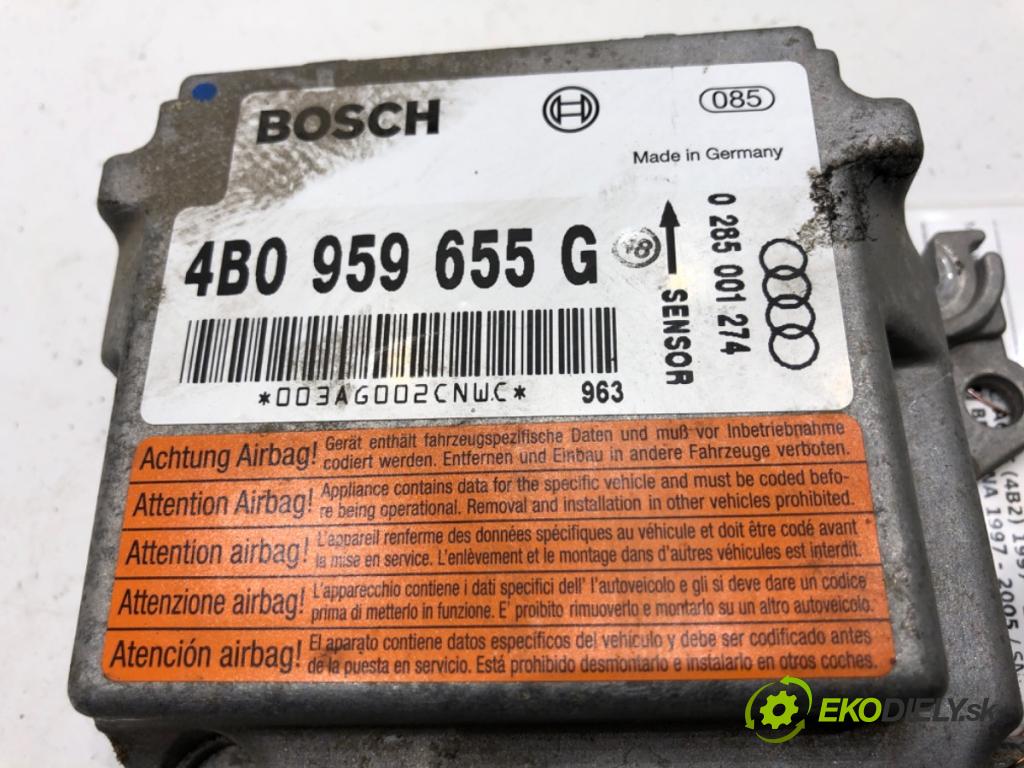 BOSCH
085
Made in Germany
4B0 959 655 G
SENSOR
0 285 001 274
*003AG002CNWC*
963
Achtung Airbag! Gerät enthält fahrzeugspezifische Daten und muß vor Inbetriebnahme
codiert werden. Entfernen und Einbau in andere Fahrzeuge verboten.
Attention Airbag! Appliance contains data for the specific vehicle and must be coded befo-
re being operational. Removal and installation in other vehicles prohibited.
Attention airbag! L'appareil renferme des données spécifiques au véhicule et doit être codé avant
la mise en service. L'enlèvement et le montage dans d'autres véhicules est interdit.
Attenzione airbag! L'apparecchio contiene i dati specifici dell' l'autoveicolo e gli si deve dare un codice
prima di metterlo in funzione. E' proibito rimuoverlo e montarlo su un altro autoveicolo.
Atención airbag! El aparato contiene datos específicos del vehículo y debe ser codificado antes
de la puesta en servicio. Está prohibido desmontarlo e instalarlo en otros coches.
(4B2) 1997
1997 - 2005 /
EKODIELY.sk